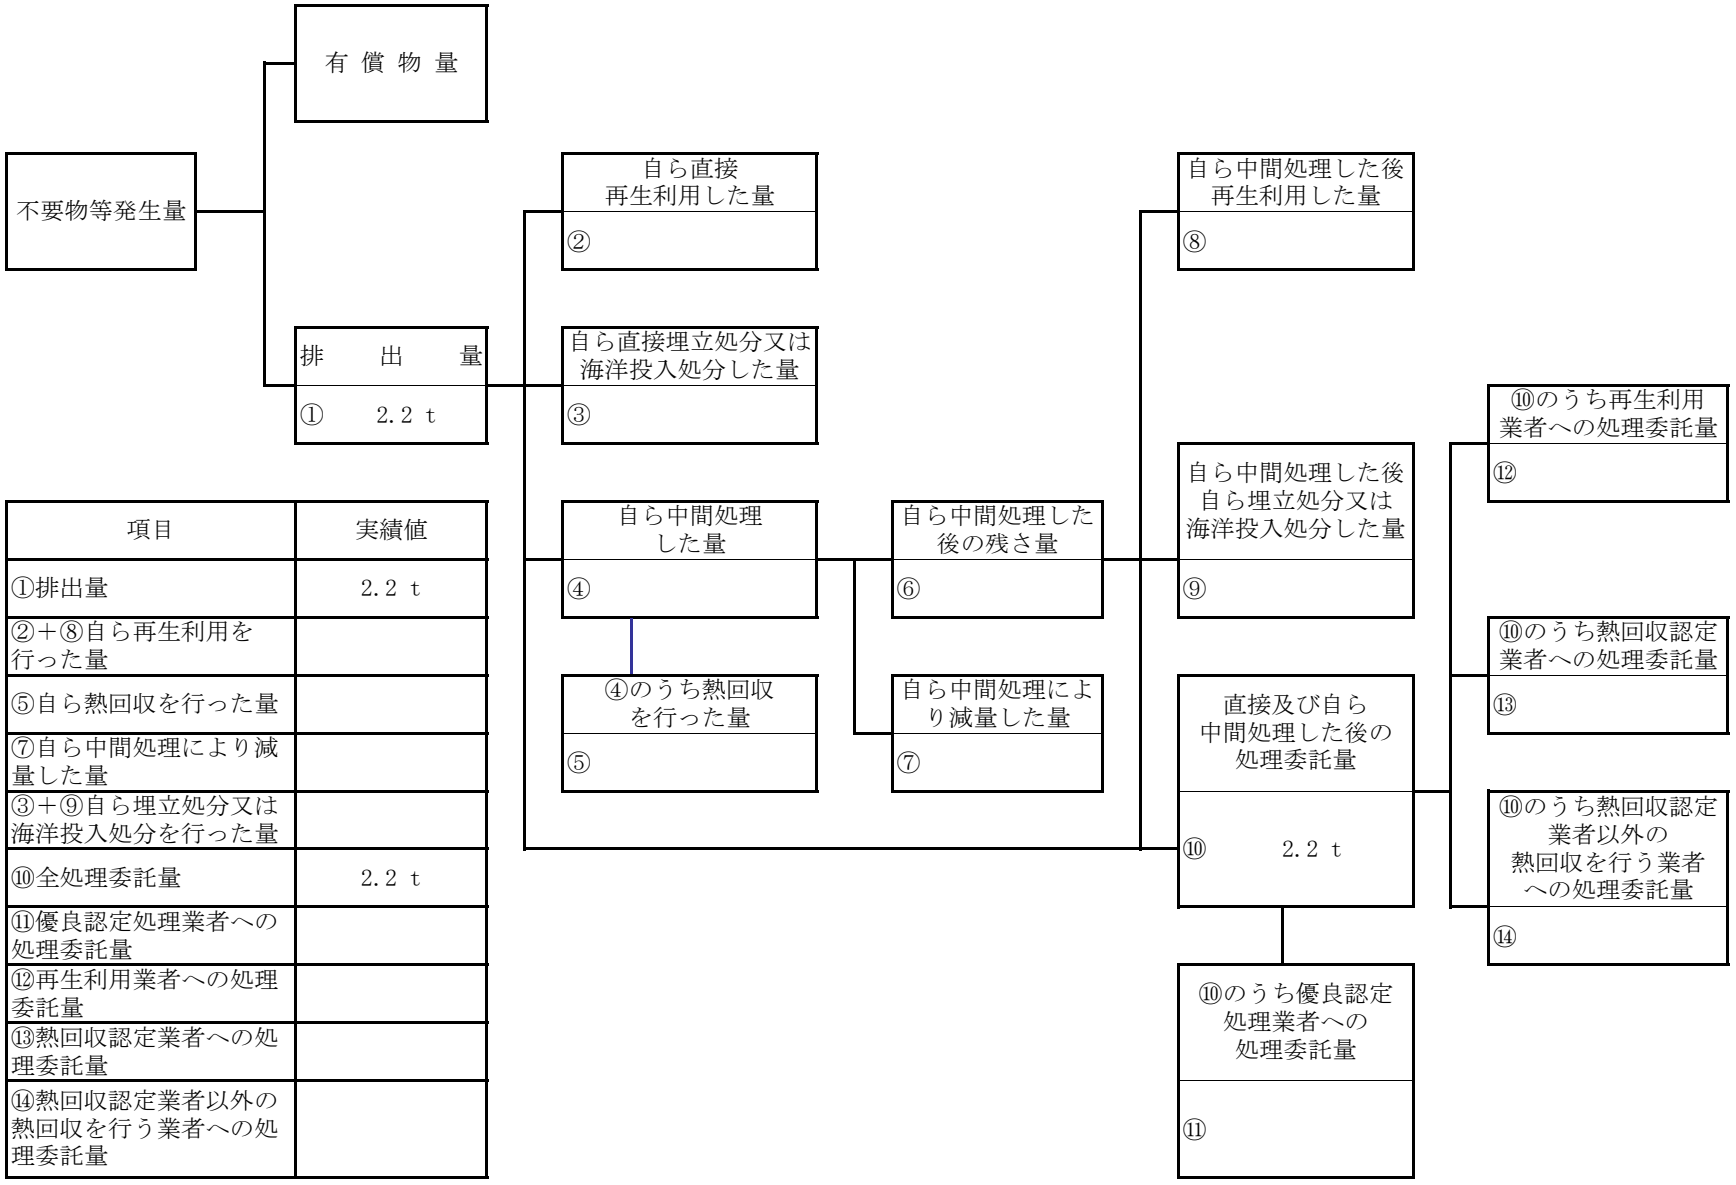 有償物量
不要物等発生量
自ら直接
再生利用した量
②
自ら中間処理した後
再生利用した量
⑧
排出量
① 2.2 t
自ら直接埋立処分又は
海洋投入処分した量
③
⑩のうち再生利用
業者への処理委託量
⑫
自ら中間処理
した量
④
自ら中間処理した
後の残さ量
⑥
自ら中間処理した後
自ら埋立処分又は
海洋投入処分した量
⑨
⑩のうち熱回収認定
業者への処理委託量
⑬
④のうち熱回収
を行った量
⑤
自ら中間処理によ
り減量した量
⑦
直接及び自ら
中間処理した後の
処理委託量
⑩ 2.2 t
⑩のうち熱回収認定
業者以外の
熱回収を行う業者
への処理委託量
⑭
⑩のうち優良認定
処理業者への
処理委託量
⑪
項目 実績値
①排出量 2.2 t
②＋⑧自ら再生利用を
行った量
⑤自ら熱回収を行った量
⑦自ら中間処理により減
量した量
③＋⑨自ら埋立処分又は
海洋投入処分を行った量
⑩全処理委託量 2.2 t
⑪優良認定処理業者への
処理委託量
⑫再生利用業者への処理
委託量
⑬熱回収認定業者への処
理委託量
⑭熱回収認定業者以外の
熱回収を行う業者への処
理委託量